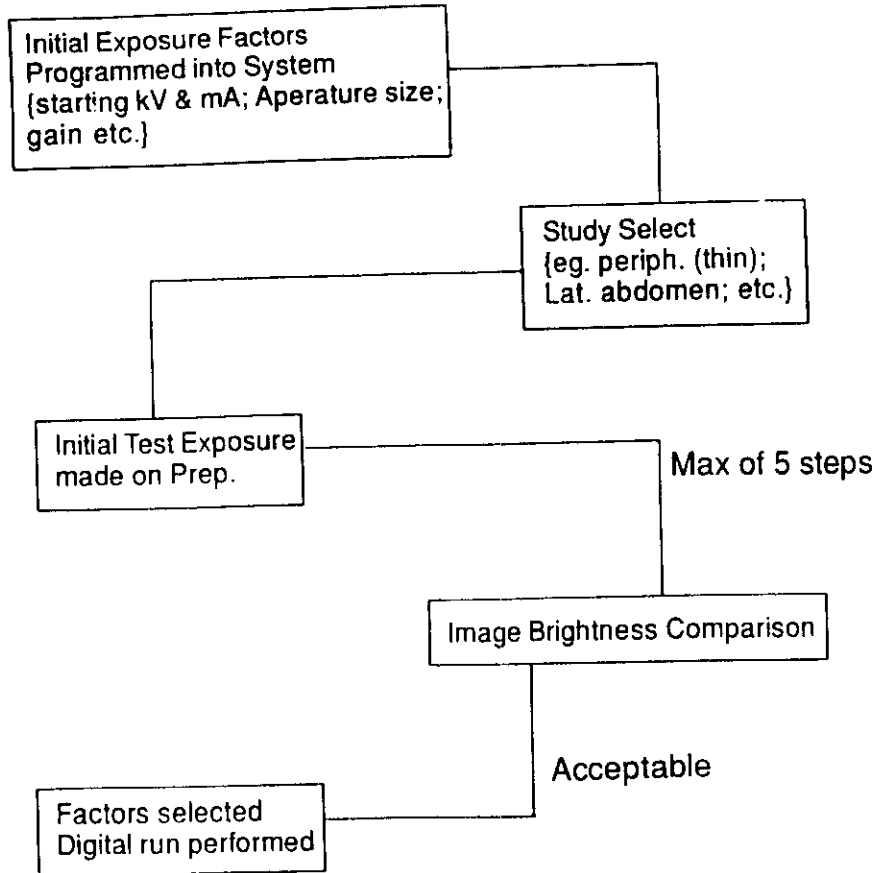 Initial Exposure Factors
Programmed into System
{starting kV & mA; Aperature size;
gain etc.}
Study Select
{eg. periph. (thin);
Lat. abdomen; etc.}
Initial Test Exposure
made on Prep.
Max of 5 steps
Image Brightness Comparison
Acceptable
Factors selected
Digital run performed